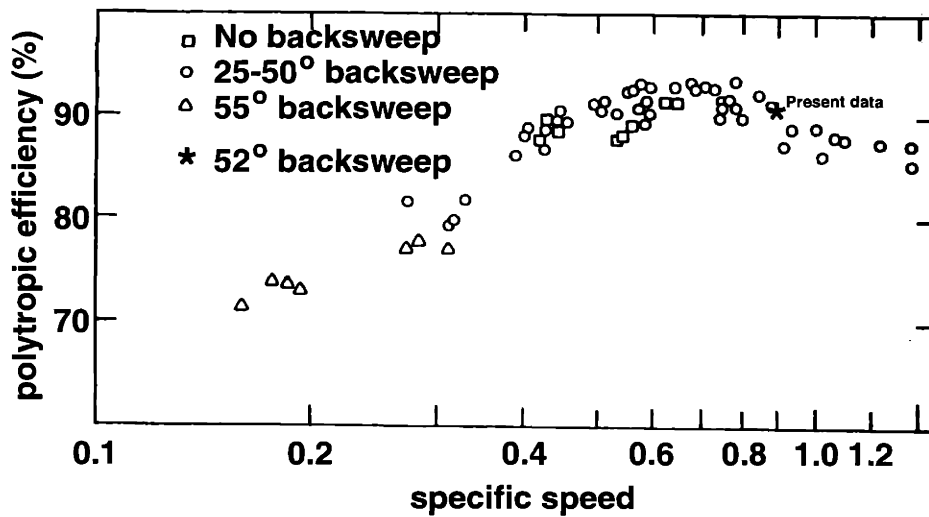 No backsweep
25-50° backsweep
55° backsweep
52° backsweep
Present data
polytropic efficiency (%)
90
80
70
0.1 0.2 0.4 0.6 0.8 1.0 1.2
specific speed